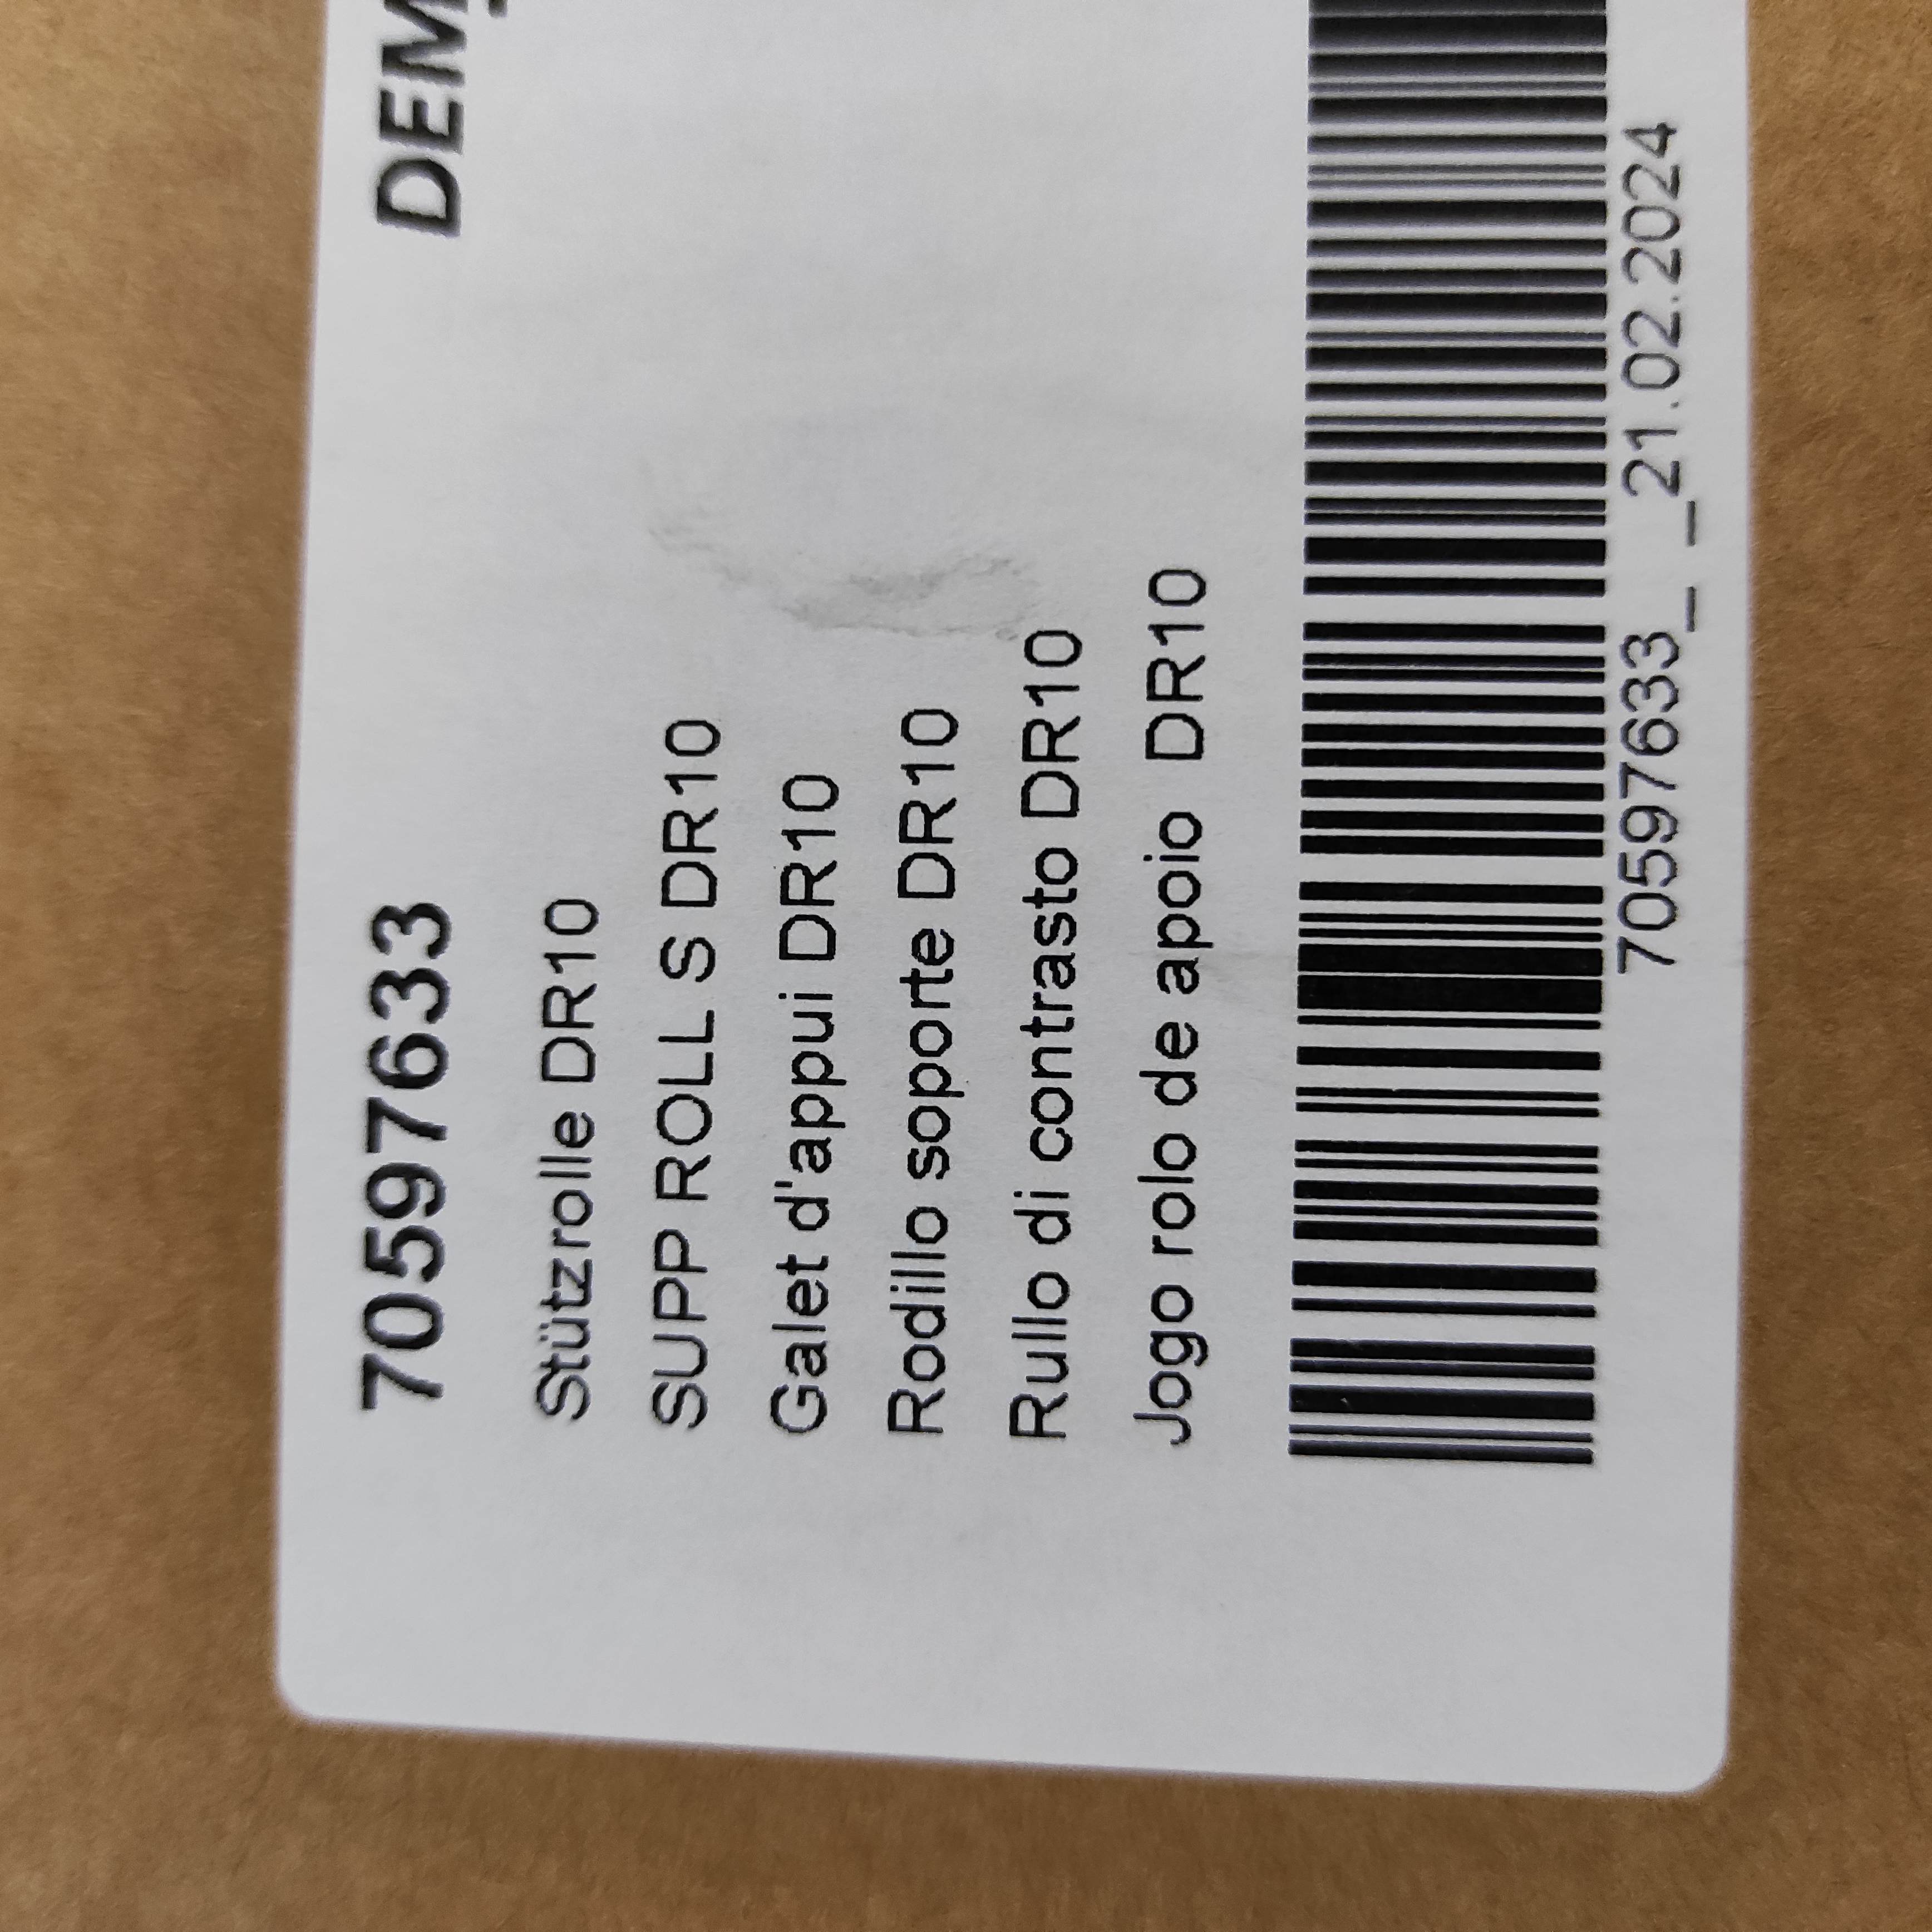 70597633 DEM
Stützrolle DR10
SUPP ROLL S DR10
Galet d'appui DR10
Rodillo soporte DR10
Rullo di contrasto DR10
Jogo rolo de apoio  DR10
70597633_ _21.02.2024